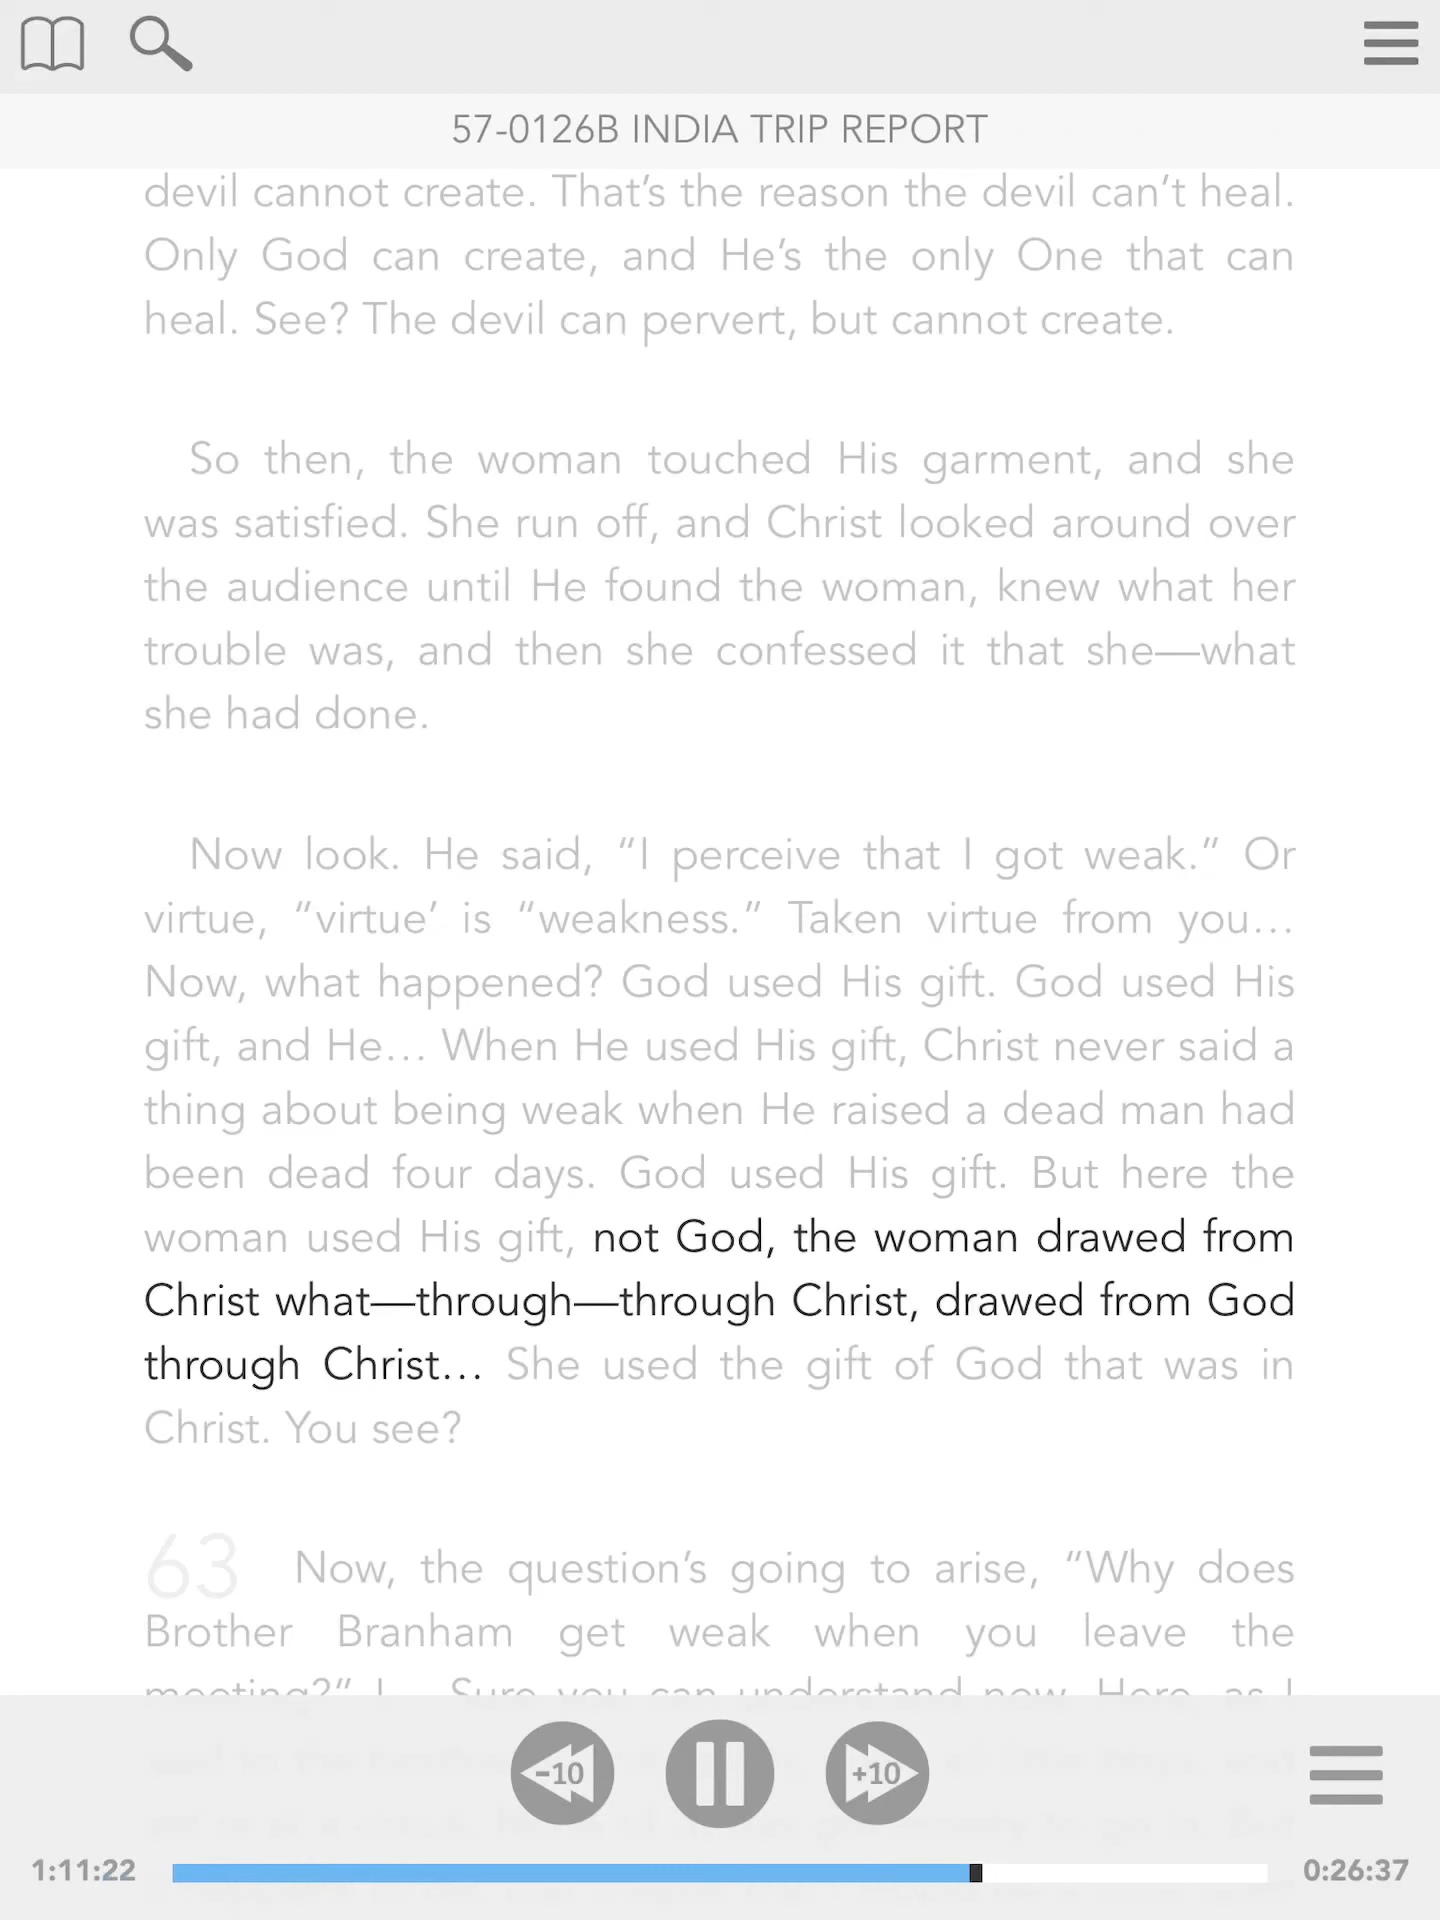 57-0126B INDIA TRIP REPORT
devil cannot create. That’s the reason the devil can’t heal.
Only God can create, and He’s the only One that can
heal. See? The devil can pervert, but cannot create.
So then, the woman touched His garment, and she
was satisfied. She run off, and Christ looked around over
the audience until He found the woman, knew what her
trouble was, and then she confessed it that she—what
she had done.
Now look. He said, “I perceive that I got weak.” Or
virtue, “virtue’ is “weakness.” Taken virtue from you…
Now, what happened? God used His gift. God used His
gift, and He… When He used His gift, Christ never said a
thing about being weak when He raised a dead man had
been dead four days. God used His gift. But here the
woman used His gift, not God, the woman drawed from
Christ what—through—through Christ, drawed from God
through Christ… She used the gift of God that was in
Christ. You see?
63 Now, the question’s going to arise, “Why does
Brother Branham get weak when you leave the
meeting?” I… Sure you can understand now. Here, as I
-10
+10
1:11:22
0:26:37